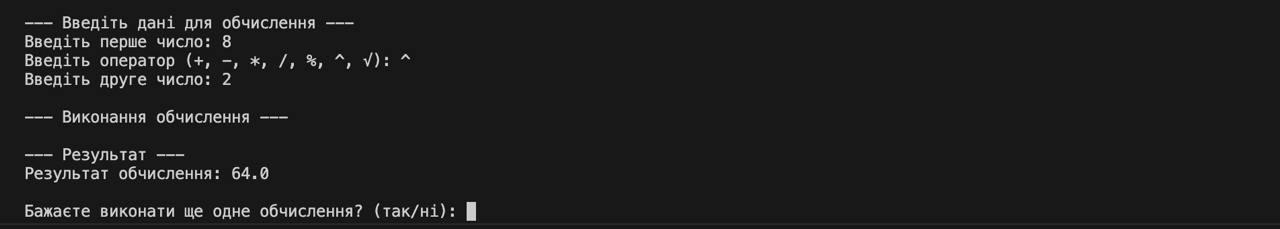 --- Введіть дані для обчислення ---
Введіть перше число: 8
Введіть оператор (+, -, *, /, %, ^, √): ^
Введіть друге число: 2
--- Виконання обчислення ---
--- Результат ---
Результат обчислення: 64.0
Бажаєте виконати ще одне обчислення? (так/ні):